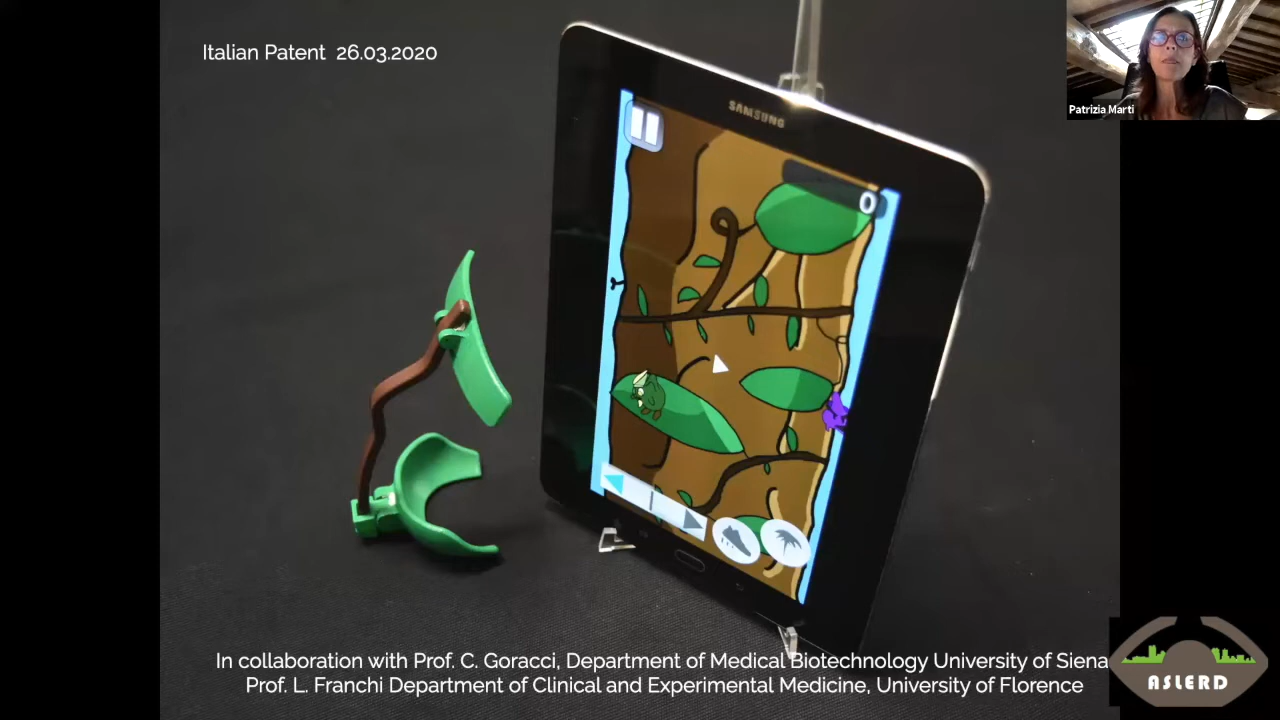 Italian Patent 26.03.2020
Patrizia Marti
SAMSUNG
0
In collaboration with Prof. C. Goracci, Department of Medical Biotechnology University of Siena
Prof. L. Franchi Department of Clinical and Experimental Medicine, University of Florence
ASLERD